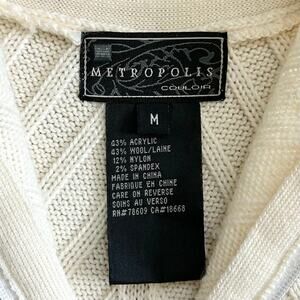 METROPOLIS
COULOIR
M
43% ACRYLIC
43% WOOL/LAINE
12% NYLON
2% SPANDEX
MADE IN CHINA
FABRIQUE EN CHINE
CARE ON REVERSE
SOINS AU VERSO
RN#78609 CA#18668